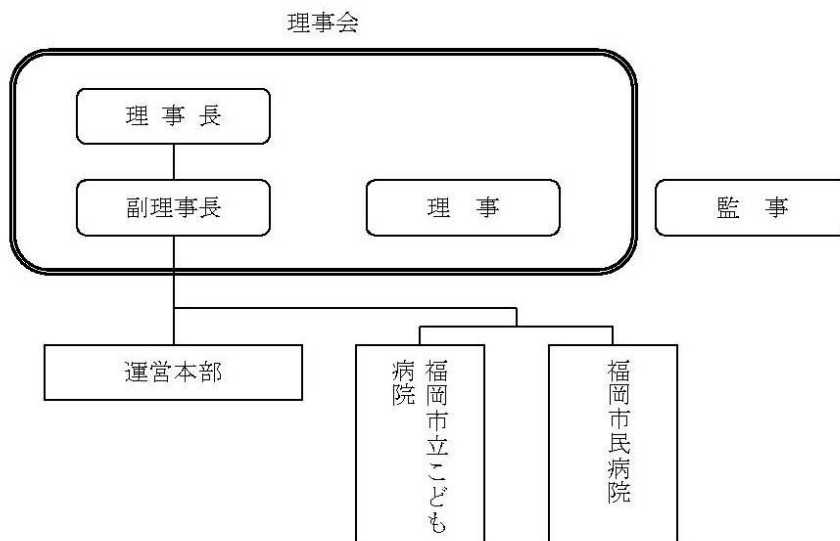 理事会
理事長
副理事長
理　事
監　事
運営本部
福岡市立こども
病院
福岡市民病院